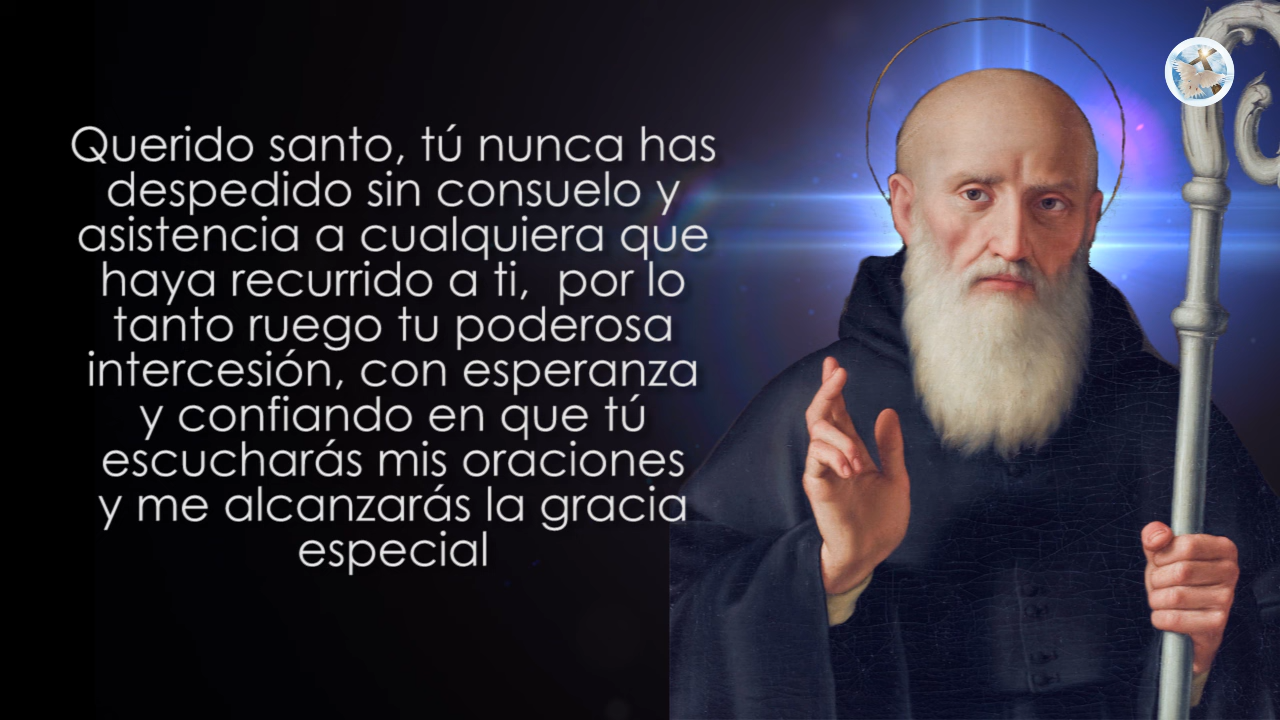 Querido santo, tú nunca has
despedido sin consuelo y
asistencia a cualquiera que
haya recurrido a ti,  por lo
tanto ruego tu poderosa
intercesión, con esperanza
y confiando en que tú
escucharás mis oraciones
y me alcanzarás la gracia
especial